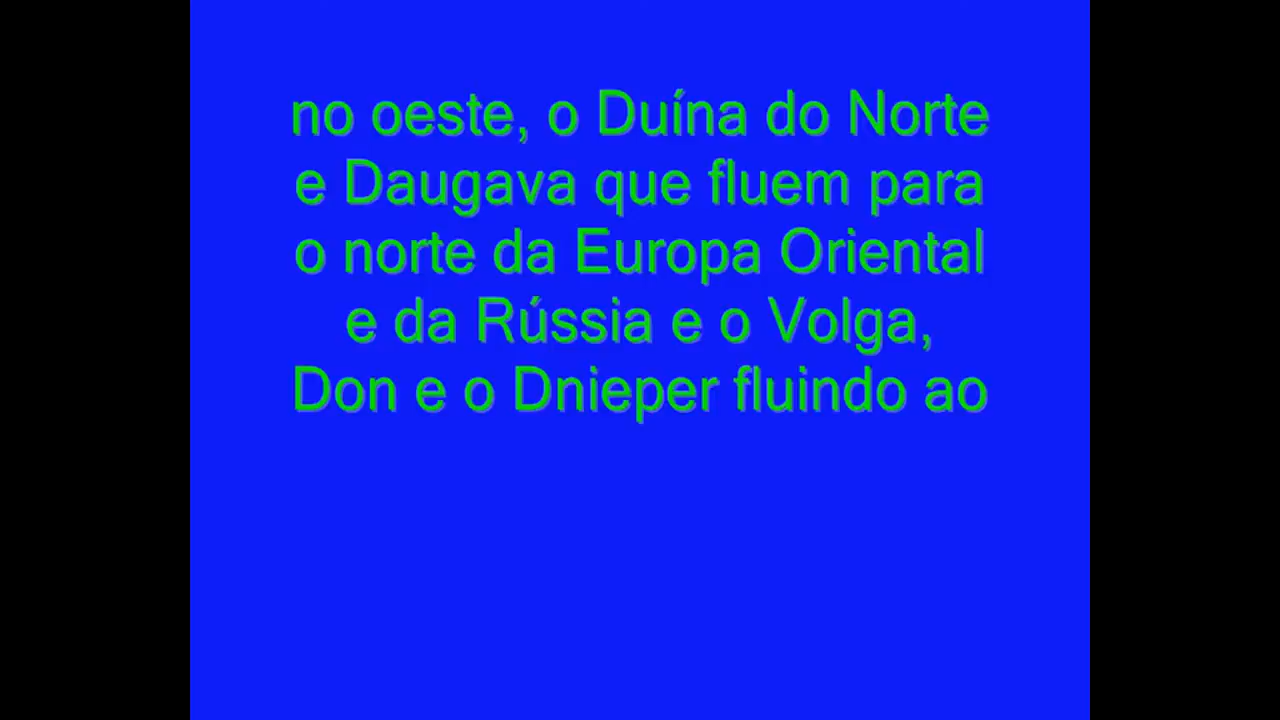 no oeste, o Duína do Norte
e Daugava que fluem para
o norte da Europa Oriental
e da Rússia e o Volga,
Don e o Dnieper fluindo ao